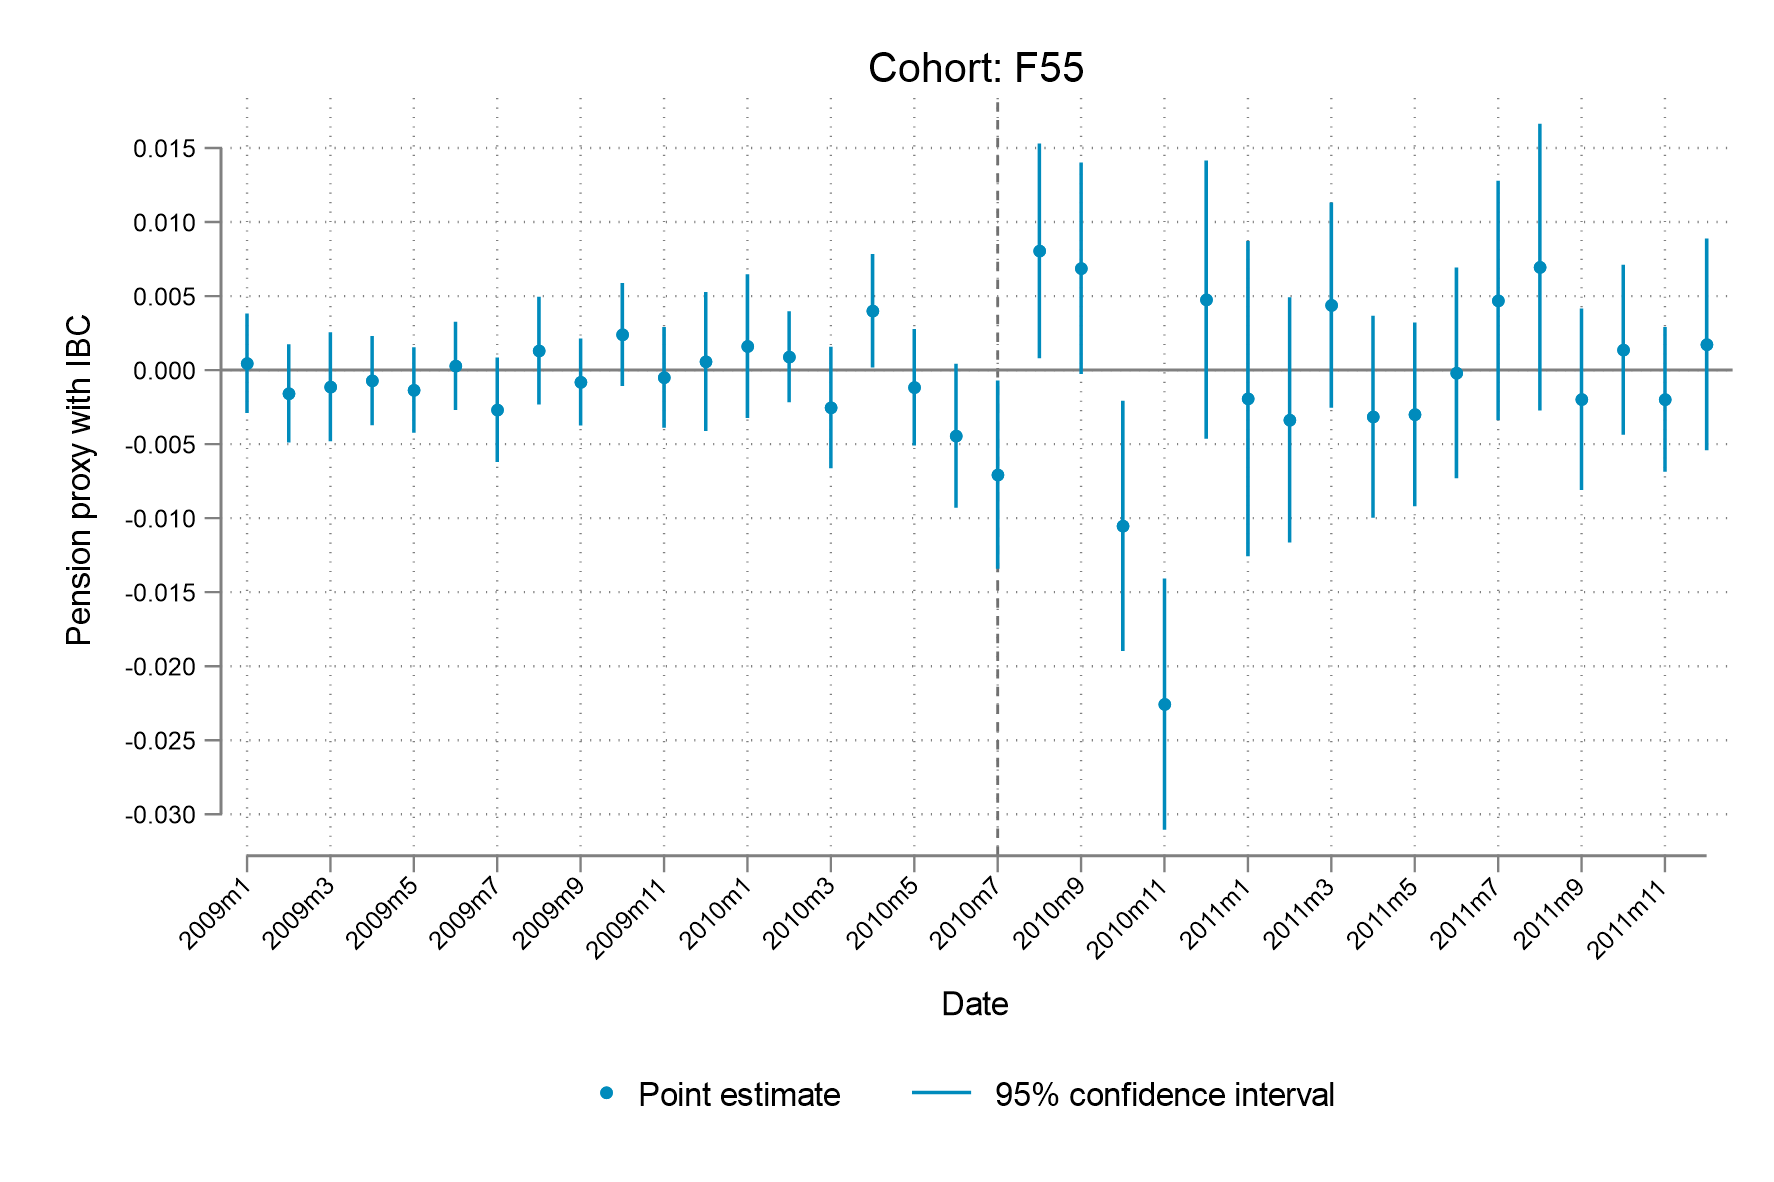 Cohort: F55
Pension proxy with IBC
0.015
0.010
0.005
0.000
-0.005
-0.010
-0.015
-0.020
-0.025
-0.030
2009m1
2009m3
2009m5
2009m7
2009m9
2009m11
2010m1
2010m3
2010m5
2010m7
2010m9
2010m11
2011m1
2011m3
2011m5
2011m7
2011m9
2011m11
Date
Point estimate
95% confidence interval